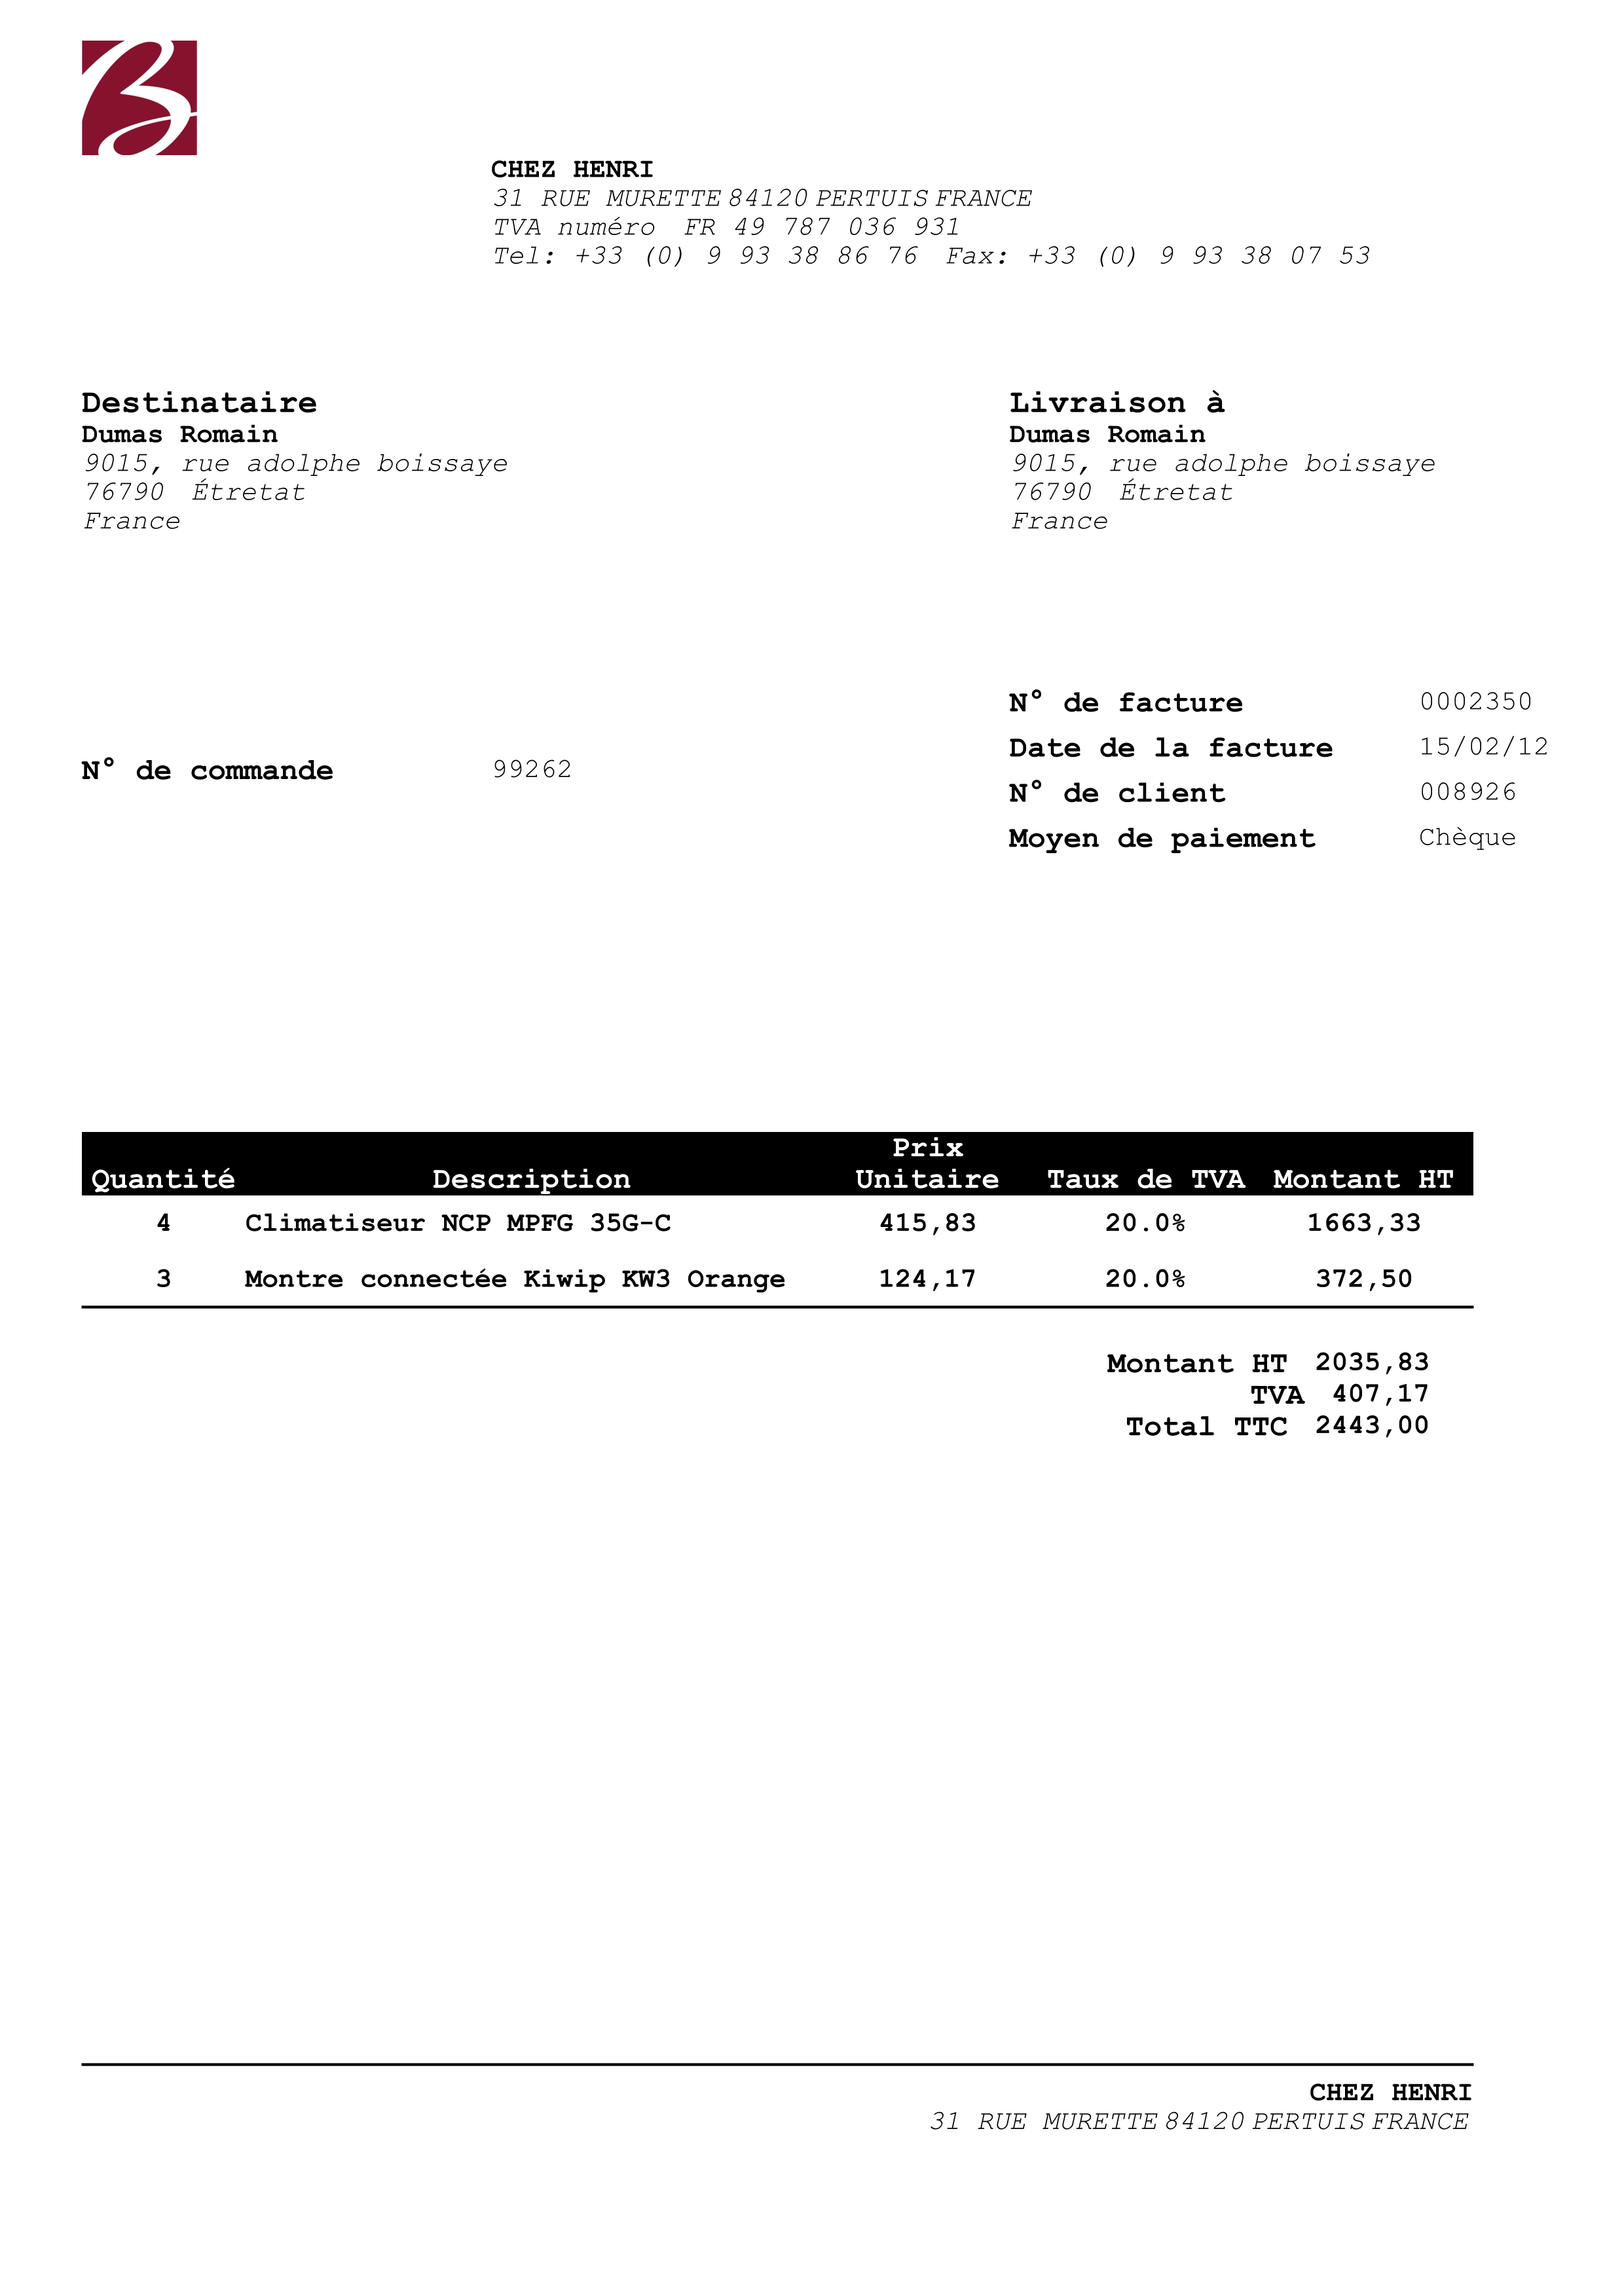 B
CHEZ HENRI
31 RUE MURETTE 84120 PERTUIS FRANCE
TVA numéro FR 49 787 036 931
Tel: +33 (0) 9 93 38 86 76 Fax: +33 (0) 9 93 38 07 53
Destinataire
Dumas Romain
9015, rue adolphe boissaye
76790 Étretat
France
Livraison à
Dumas Romain
9015, rue adolphe boissaye
76790 Étretat
France
N° de commande 99262
N° de facture 0002350
Date de la facture 15/02/12
N° de client 008926
Moyen de paiement Chèque
Quantité Description Prix Unitaire Taux de TVA Montant HT
4 Climatiseur NCP MPFG 35G-C 415,83 20.0% 1663,33
3 Montre connectée Kiwip KW3 Orange 124,17 20.0% 372,50
Montant HT 2035,83
TVA 407,17
Total TTC 2443,00
CHEZ HENRI
31 RUE MURETTE 84120 PERTUIS FRANCE